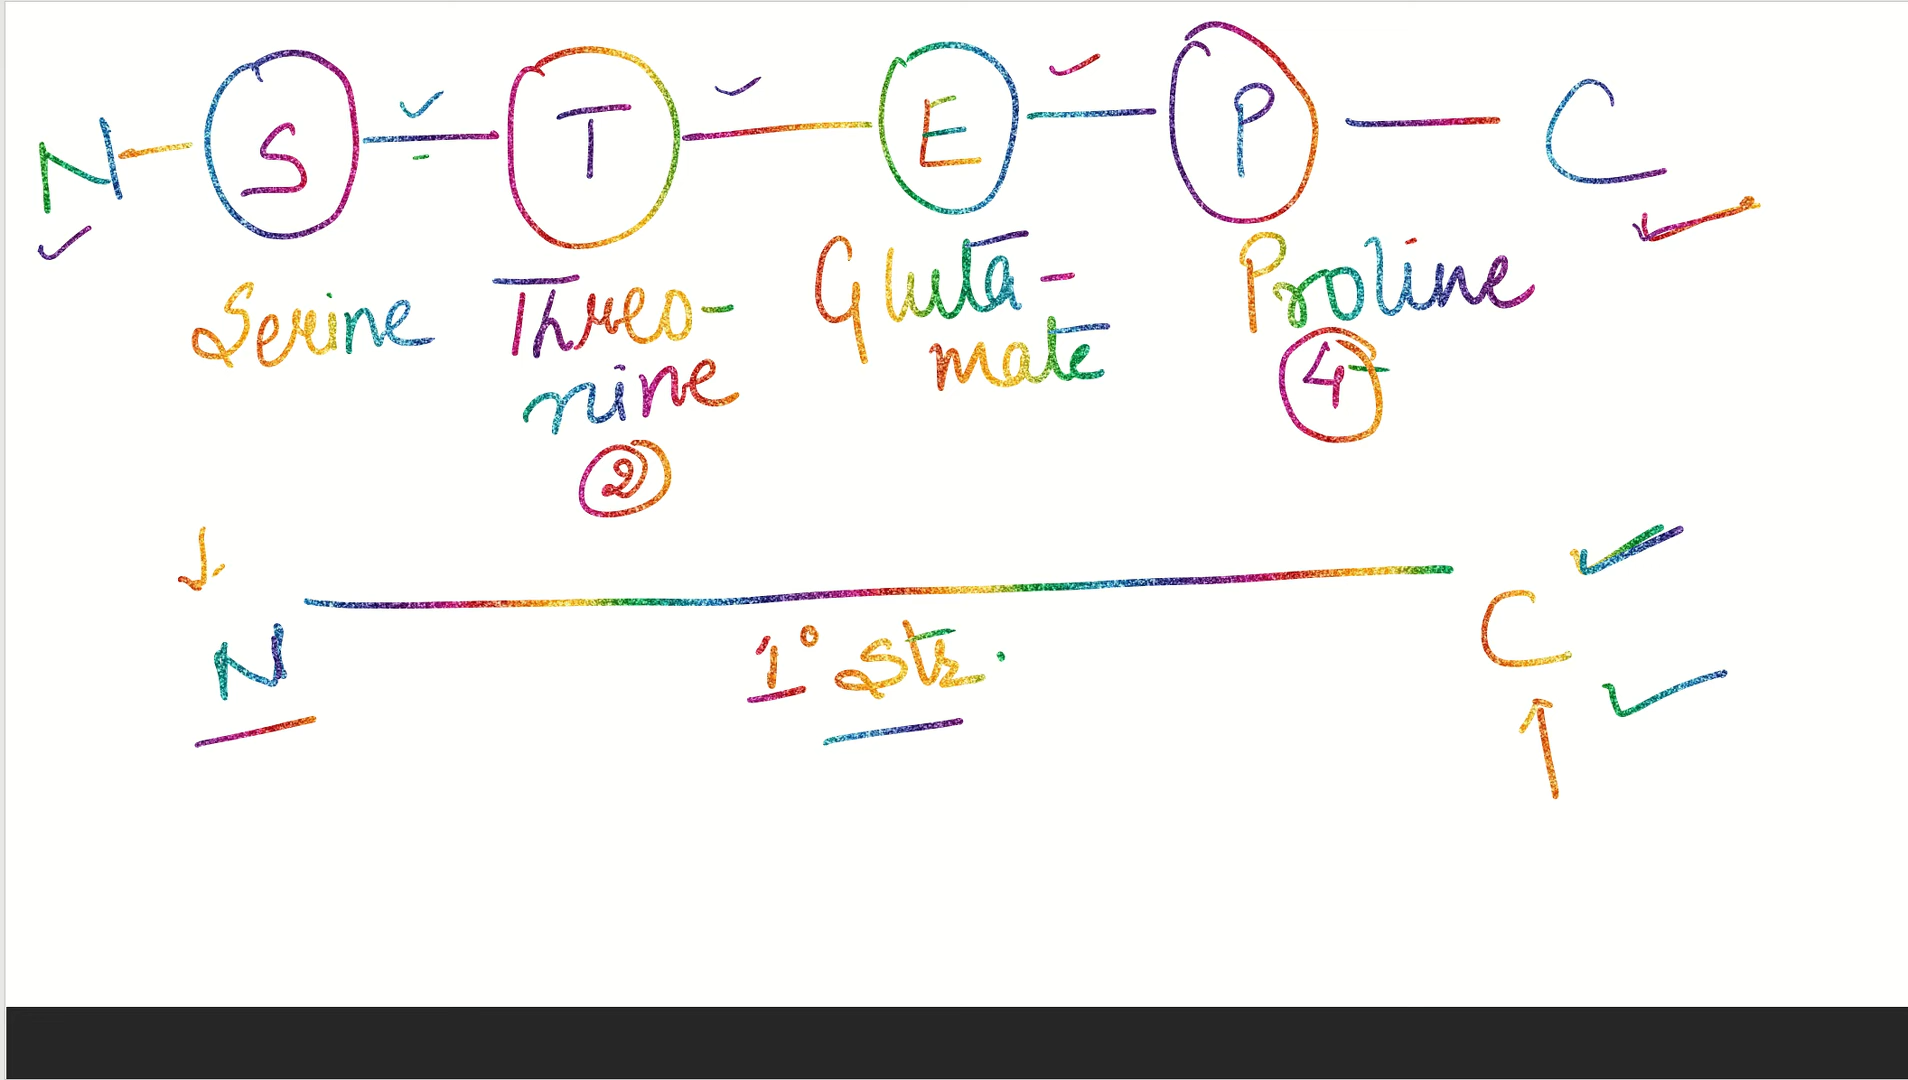 N S T E P C
Serine Threo- Gluta- Proline
nine mate
2 4
N 1° Str. C